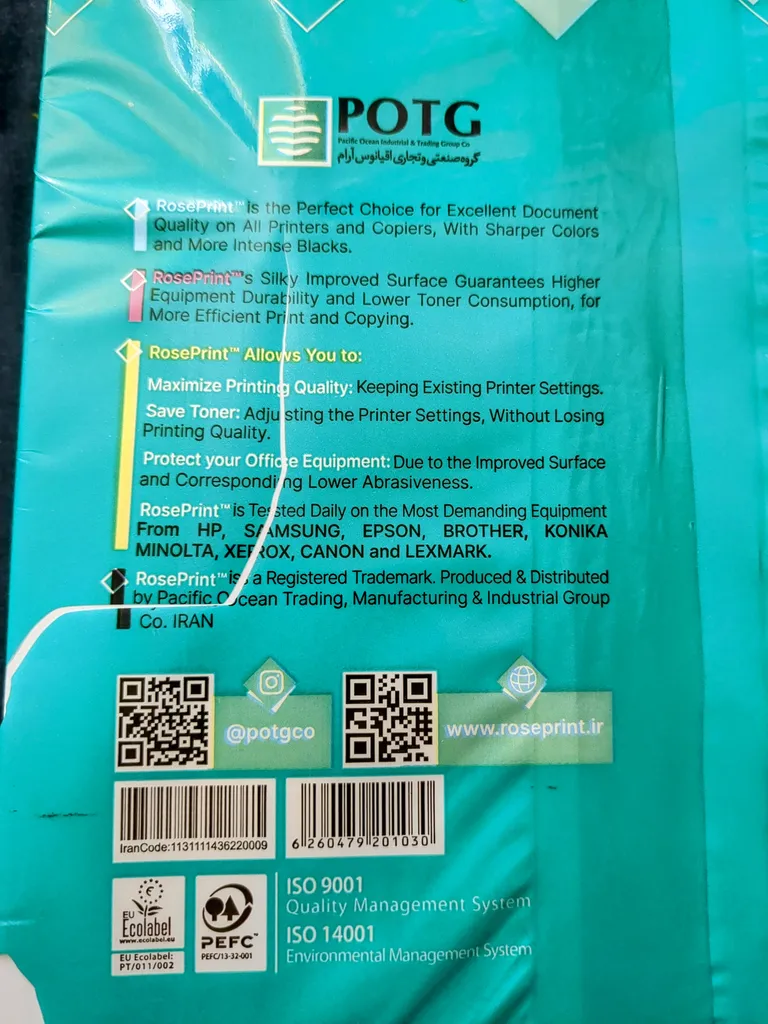 POTG
Pacific Ocean Industrial & Trading Group Co
گروه صنعتی و تجاری اقیانوس آرام
RosePrint™ is the Perfect Choice for Excellent Document
Quality on All Printers and Copiers, With Sharper Colors
and More Intense Blacks.
RosePrint™'s Silky Improved Surface Guarantees Higher
Equipment Durability and Lower Toner Consumption, for
More Efficient Print and Copying.
RosePrint™ Allows You to:
Maximize Printing Quality: Keeping Existing Printer Settings.
Save Toner: Adjusting the Printer Settings, Without Losing
Printing Quality.
Protect your Office Equipment: Due to the Improved Surface
and Corresponding Lower Abrasiveness.
RosePrint™ is Tested Daily on the Most Demanding Equipment
From HP, SAMSUNG, EPSON, BROTHER, KONIKA
MINOLTA, XEROX, CANON and LEXMARK.
RosePrint™ is a Registered Trademark. Produced & Distributed
by Pacific Ocean Trading, Manufacturing & Industrial Group
Co. IRAN
@potgco
www.roseprint.ir
IranCode:1131111436220009
6 260479 201030
EU
Ecolabel
www.ecolabel.eu
EU Ecolabel:
PT/011/002
PEFC™
PEFC/13-32-001
ISO 9001
Quality Management System
ISO 14001
Environmental Management System